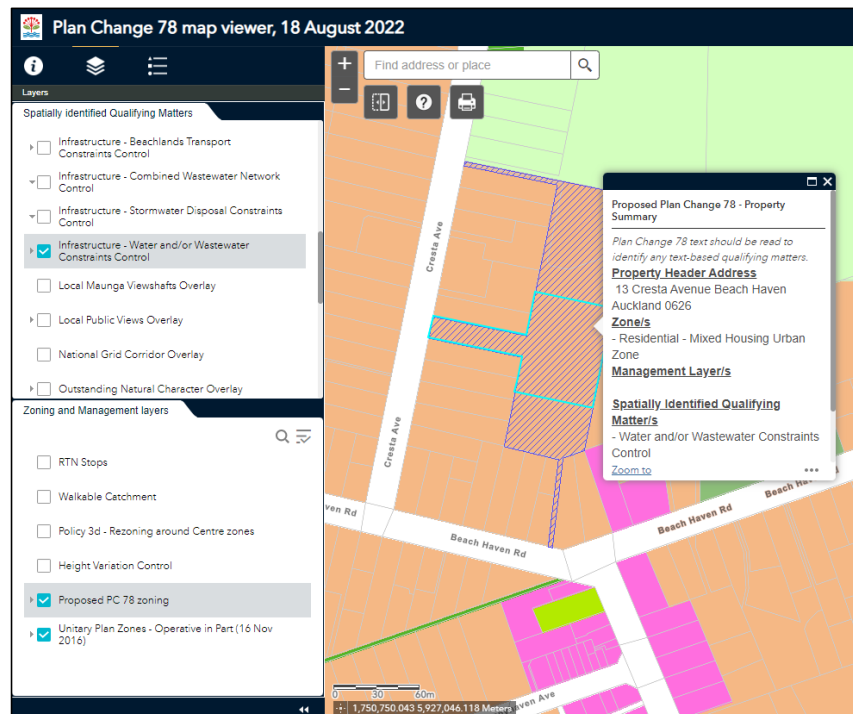 Plan Change 78 map viewer, 18 August 2022
Layers
Spatially identified Qualifying Matters
Infrastructure - Beachlands Transport
Constraints Control
Infrastructure - Combined Wastewater Network
Control
Infrastructure - Stormwater Disposal Constraints
Control
Infrastructure - Water and/or Wastewater
Constraints Control
Local Maunga Viewshafts Overlay
Local Public Views Overlay
National Grid Corridor Overlay
Outstanding Natural Character Overlay
Zoning and Management layers
RTN Stops
Walkable Catchment
Policy 3d - Rezoning around Centre zones
Height Variation Control
Proposed PC 78 zoning
Unitary Plan Zones - Operative in Part (16 Nov
2016)
+
Find address or place
−
Proposed Plan Change 78 - Property
Summary
Plan Change 78 text should be read to
identify any text-based qualifying matters.
Property Header Address
13 Cresta Avenue Beach Haven
Auckland 0626
Zone/s
- Residential - Mixed Housing Urban
Zone
Management Layer/s
Spatially Identified Qualifying
Matter/s
- Water and/or Wastewater Constraints
Control
Zoom to
Cresta Ave
Cresta Ave
ven Rd
Beach Haven Rd
Beach Haven Rd
Beach Hav
ven Ave
0 30 60m
1,750,750.043 5,927,046.118 Meters